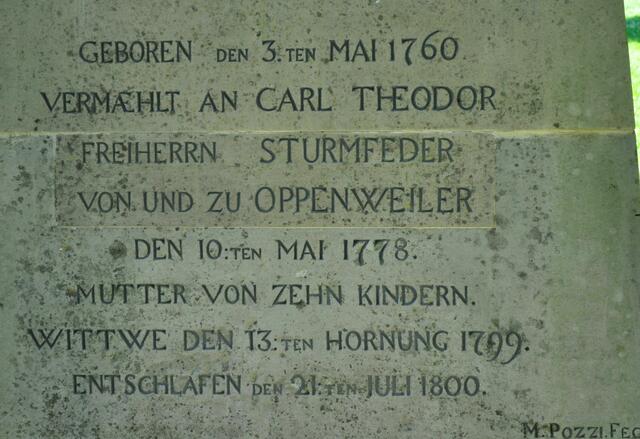 GEBOREN DEN 3.TEN MAI 1760
VERMÆHLT AN CARL THEODOR
FREIHERRN STURMFEDER
VON UND ZU OPPENWEILER
DEN 10:TEN MAI 1778.
MUTTER VON ZEHN KINDERN.
WITTWE DEN 13:TEN HORNUNG 1799.
ENTSCHLAFEN DEN 21:TEN JULI 1800.
M. POZZI. FEC